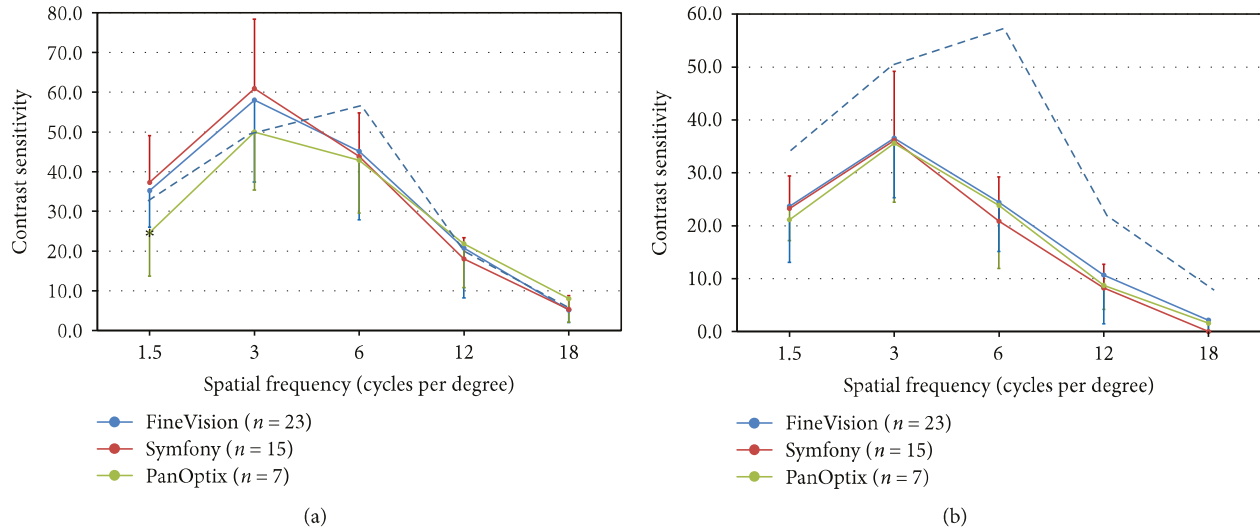 80.0
70.0
60.0
50.0
40.0
30.0
20.0
10.0
0.0
Contrast sensitivity
*
1.5 3 6 12 18
Spatial frequency (cycles per degree)
FineVision (n = 23)
Symfony (n = 15)
PanOptix (n = 7)
(a)
60.0
50.0
40.0
30.0
20.0
10.0
0.0
Contrast sensitivity
1.5 3 6 12 18
Spatial frequency (cycles per degree)
FineVision (n = 23)
Symfony (n = 15)
PanOptix (n = 7)
(b)